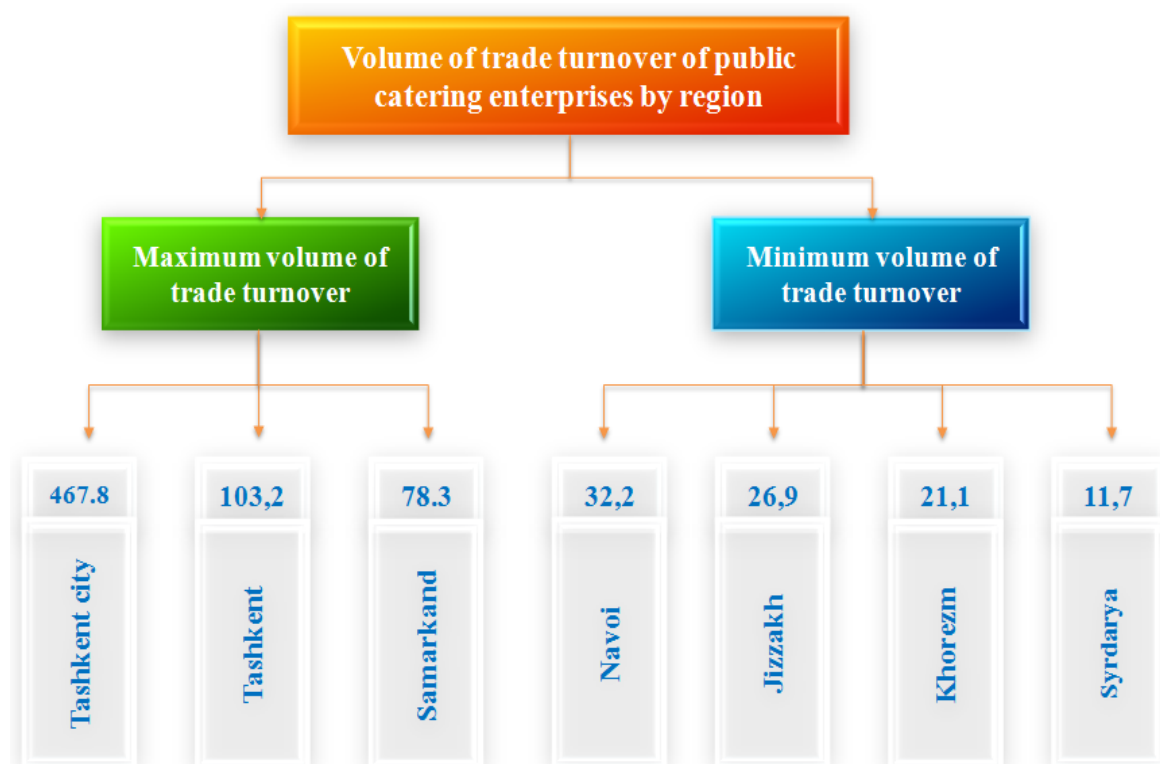 Volume of trade turnover of public
catering enterprises by region
Maximum volume of
trade turnover
Minimum volume of
trade turnover
467.8
103,2
78.3
32,2
26,9
21,1
11,7
Tashkent city
Tashkent
Samarkand
Navoi
Jizzakh
Khorezm
Syrdarya